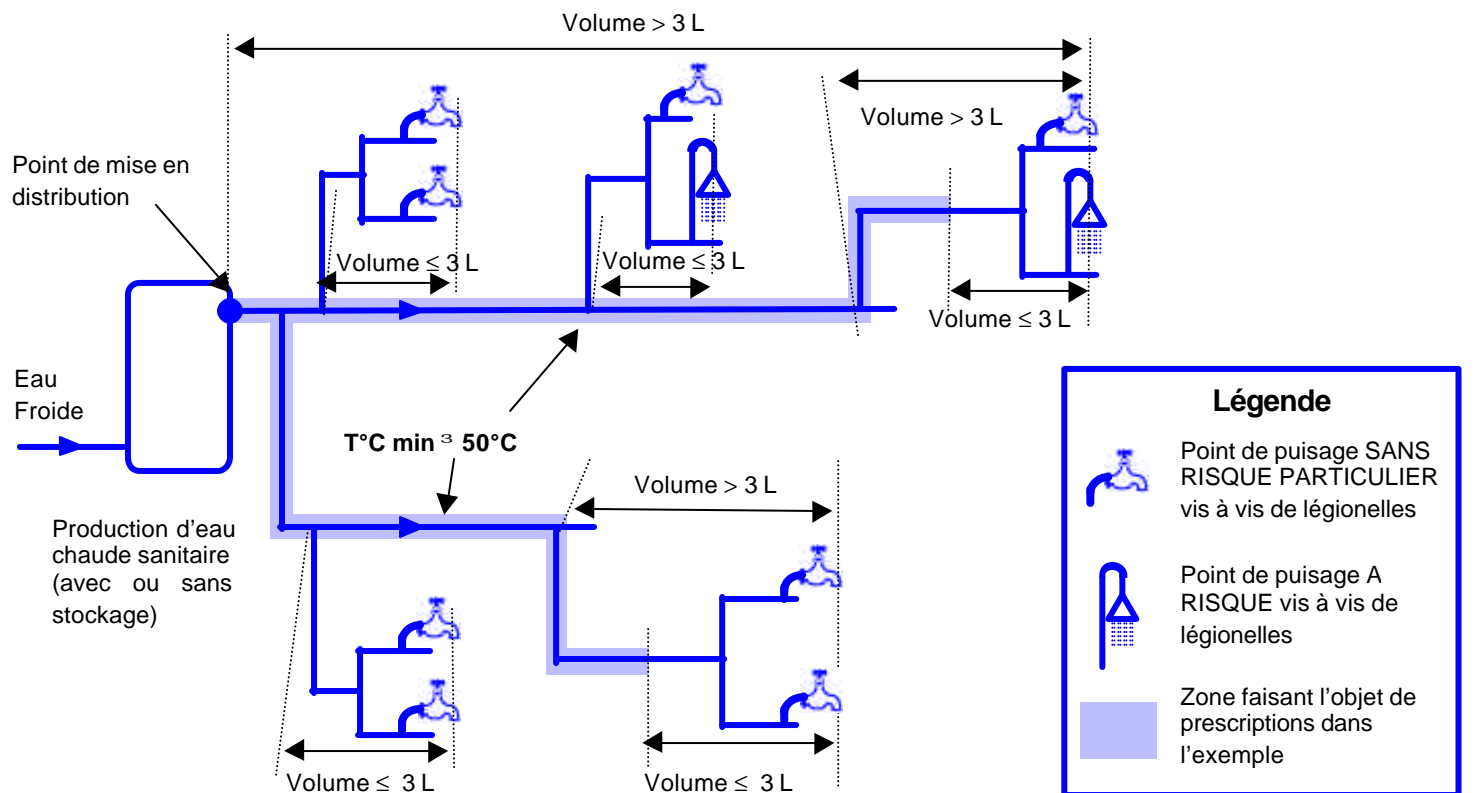 Volume > 3 L
Volume > 3 L
Point de mise en
distribution
Volume ≤ 3 L
Volume ≤ 3 L
Volume ≤ 3 L
Eau
Froide
T°C min ³ 50°C
Volume > 3 L
Production d'eau
chaude sanitaire
(avec ou sans
stockage)
Volume ≤ 3 L
Volume ≤ 3 L
Légende
Point de puisage SANS
RISQUE PARTICULIER
vis à vis de légionelles
Point de puisage A
RISQUE vis à vis de
légionelles
Zone faisant l'objet de
prescriptions dans
l'exemple